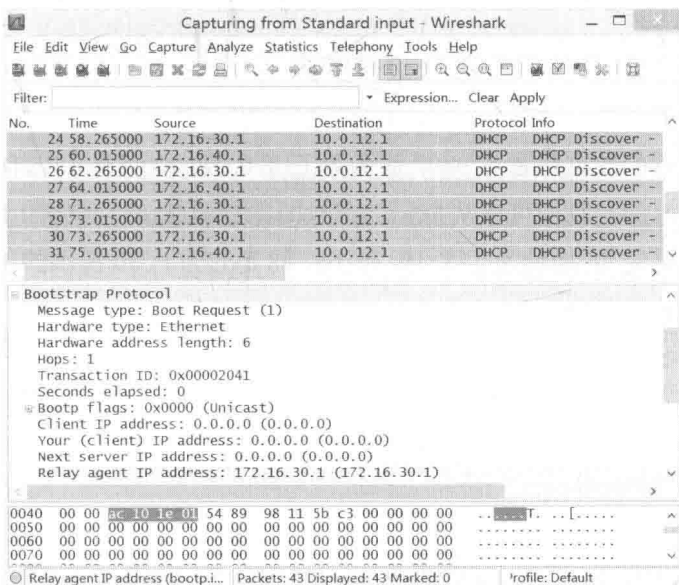 Capturing from Standard input - Wireshark
File Edit View Go Capture Analyze Statistics Telephony Tools Help
Filter: Expression... Clear Apply
No. Time Source Destination Protocol Info
24 58.265000 172.16.30.1 10.0.12.1 DHCP DHCP Discover -
25 60.015000 172.16.40.1 10.0.12.1 DHCP DHCP Discover -
26 62.265000 172.16.30.1 10.0.12.1 DHCP DHCP Discover -
27 64.015000 172.16.40.1 10.0.12.1 DHCP DHCP Discover -
28 71.265000 172.16.30.1 10.0.12.1 DHCP DHCP Discover -
29 73.015000 172.16.40.1 10.0.12.1 DHCP DHCP Discover -
30 73.265000 172.16.30.1 10.0.12.1 DHCP DHCP Discover -
31 75.015000 172.16.40.1 10.0.12.1 DHCP DHCP Discover -
Bootstrap Protocol
Message type: Boot Request (1)
Hardware type: Ethernet
Hardware address length: 6
Hops: 1
Transaction ID: 0x00002041
Seconds elapsed: 0
Bootp flags: 0x0000 (Unicast)
Client IP address: 0.0.0.0 (0.0.0.0)
Your (client) IP address: 0.0.0.0 (0.0.0.0)
Next server IP address: 0.0.0.0 (0.0.0.0)
Relay agent IP address: 172.16.30.1 (172.16.30.1)
0040 00 00 ac 10 1e 01 54 89 98 11 5b c3 00 00 00 00 ......T. ..[.....
0050 00 00 00 00 00 00 00 00 00 00 00 00 00 00 00 00 ........ ........
0060 00 00 00 00 00 00 00 00 00 00 00 00 00 00 00 00 ........ ........
0070 00 00 00 00 00 00 00 00 00 00 00 00 00 00 00 00 ........ ........
Relay agent IP address (bootp.i... Packets: 43 Displayed: 43 Marked: 0 rofile: Default